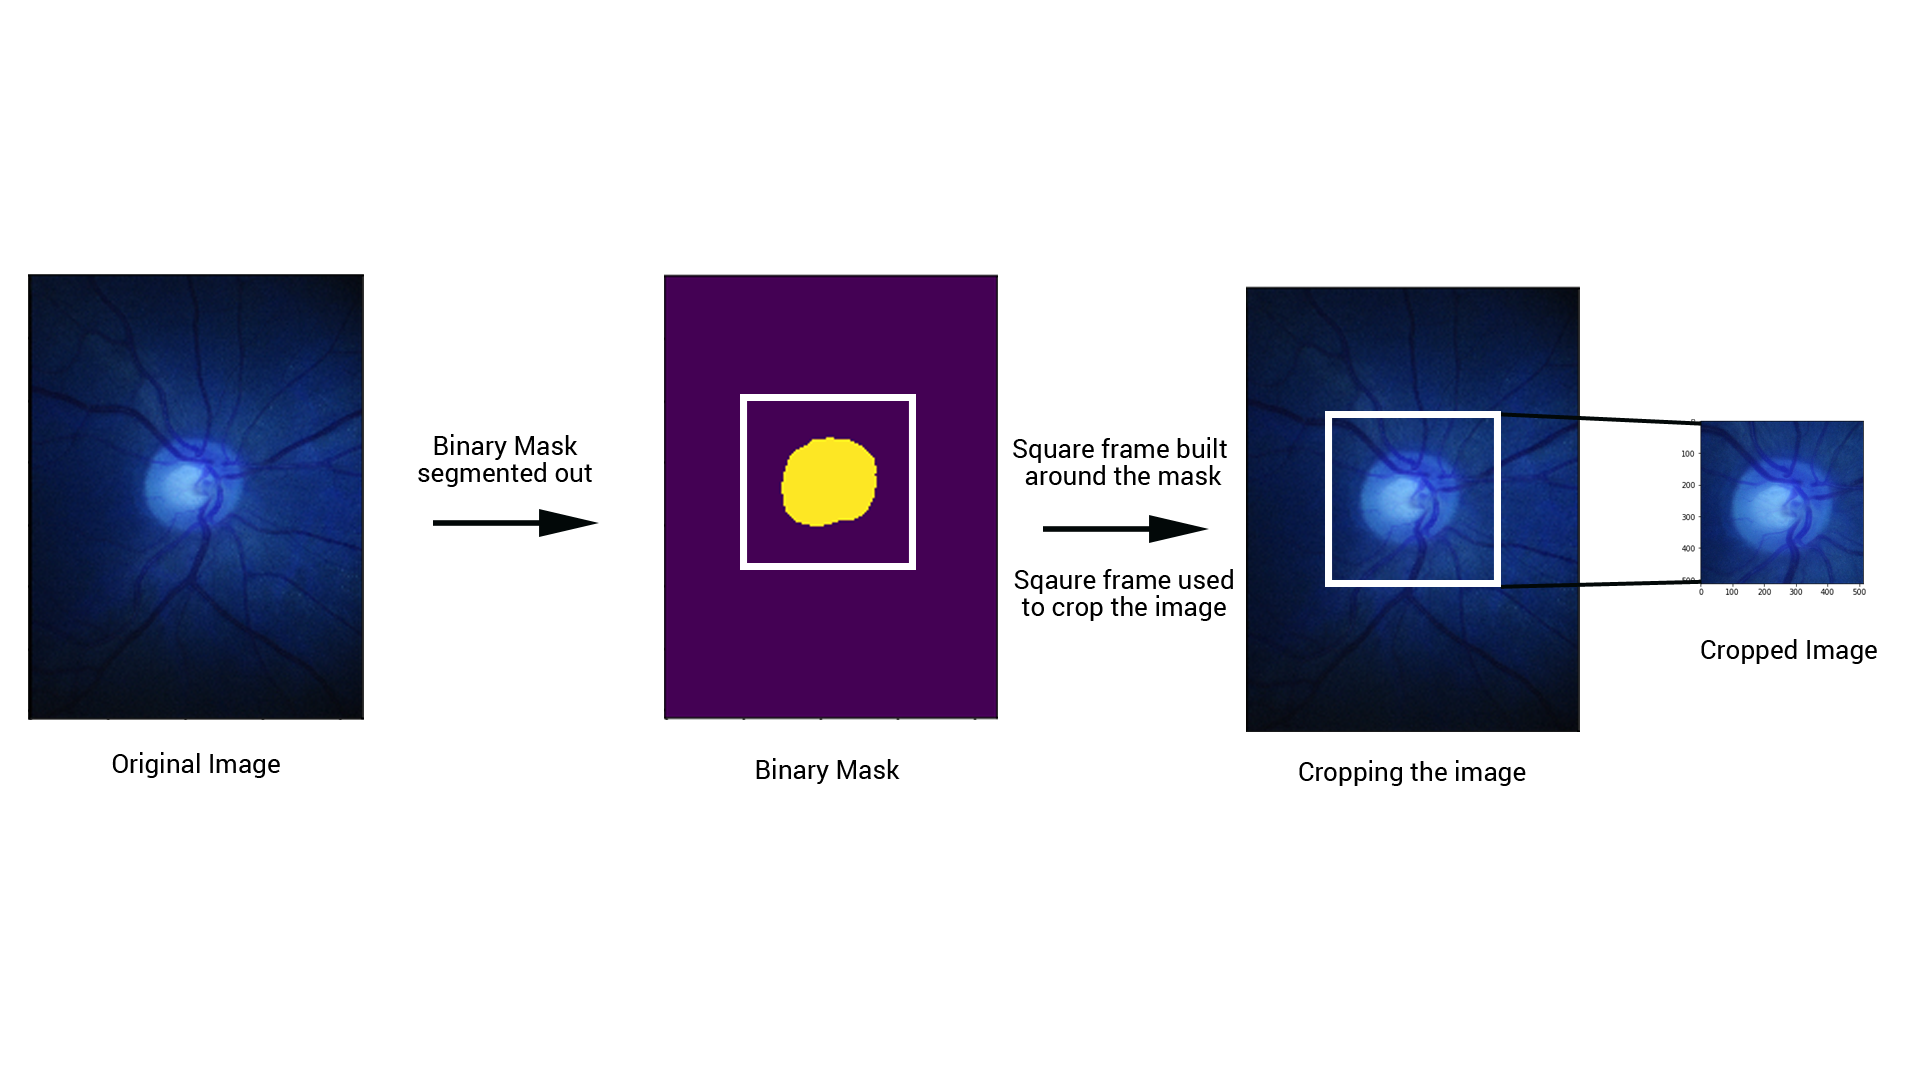 Binary Mask
segmented out
Square frame built
around the mask
Sqaure frame used
to crop the image
0
100
200
300
400
500
0 100 200 300 400 500
Original Image
Binary Mask
Cropping the image
Cropped Image